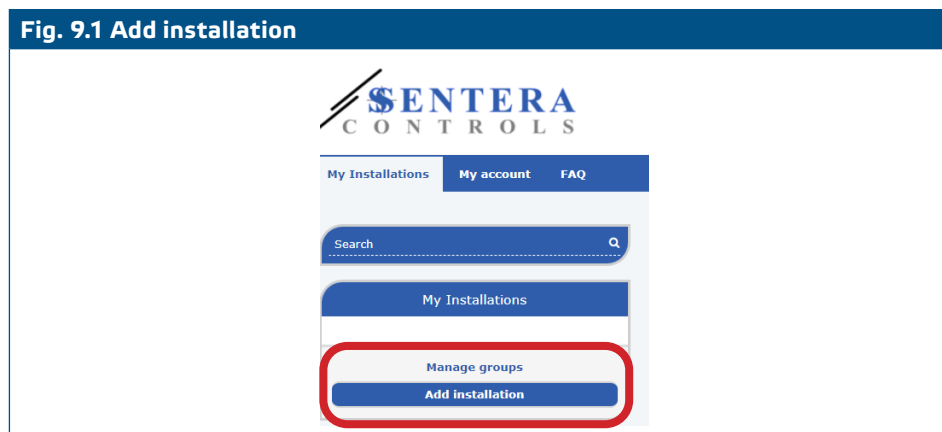 Fig. 9.1 Add installation
SENTERA
CONTROLS
My Installations My account FAQ
Search
My Installations
Manage groups
Add installation